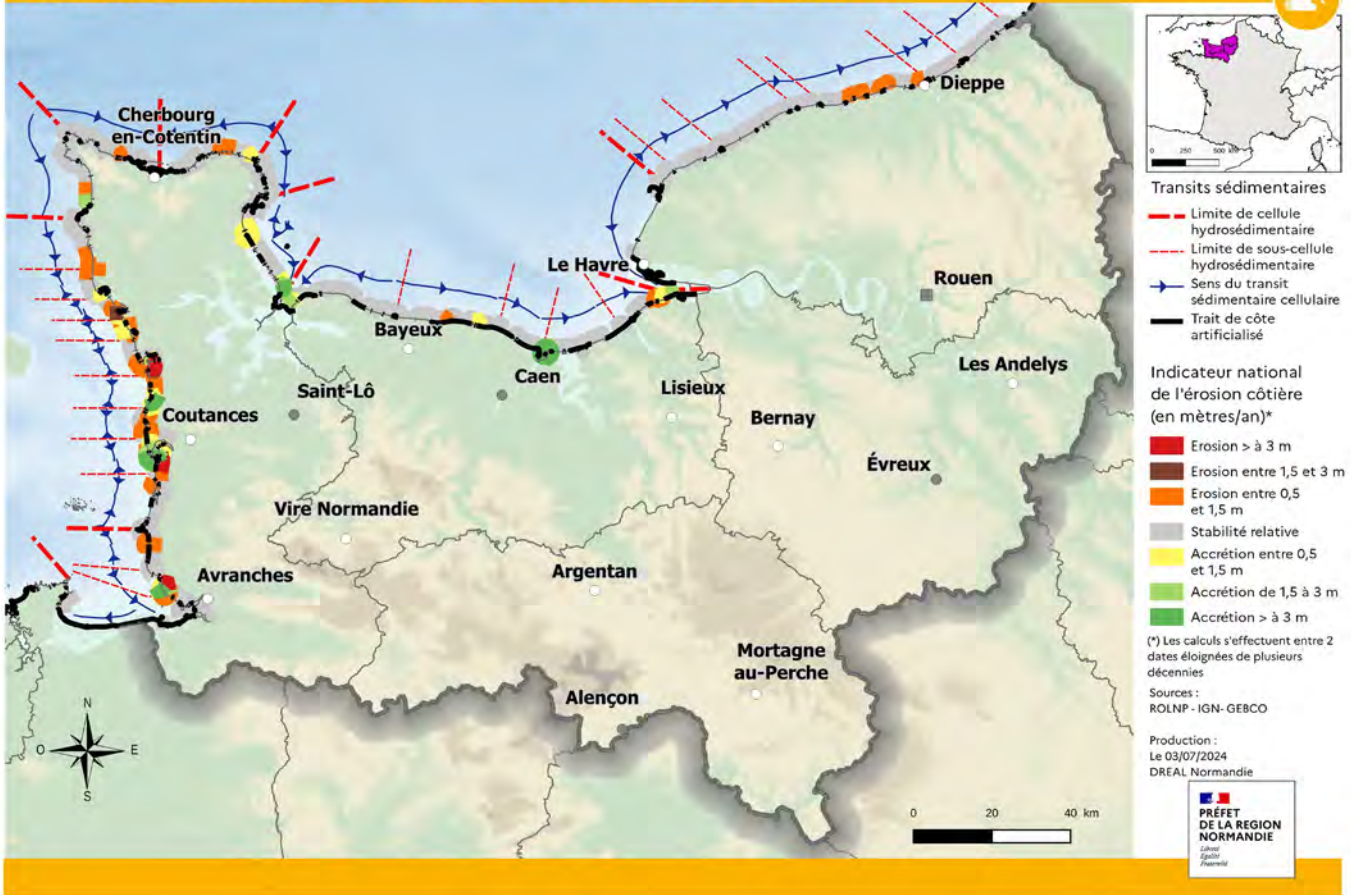 Cherbourg
en-Cotentin
Dieppe
Le Havre
Rouen
Bayeux
Caen
Les Andelys
Saint-Lô
Lisieux
Coutances
Bernay
Évreux
Vire Normandie
Avranches
Argentan
Mortagne
au-Perche
Alençon
N
O
E
S
0 20 40 km
0 250 500 km
Transits sédimentaires
Limite de cellule
hydrosédimentaire
Limite de sous-cellule
hydrosédimentaire
Sens du transit
sédimentaire cellulaire
Trait de côte
artificialisé
Indicateur national
de l'érosion côtière
(en mètres/an)*
Erosion > à 3 m
Erosion entre 1,5 et 3 m
Erosion entre 0,5
et 1,5 m
Stabilité relative
Accrétion entre 0,5
et 1,5 m
Accrétion de 1,5 à 3 m
Accrétion > à 3 m
(*) Les calculs s'effectuent entre 2
dates éloignées de plusieurs
décennies
Sources :
ROLNP - IGN- GEBCO
Production :
Le 03/07/2024
DREAL Normandie
PRÉFET
DE LA REGION
NORMANDIE
Liberté
Égalité
Fraternité